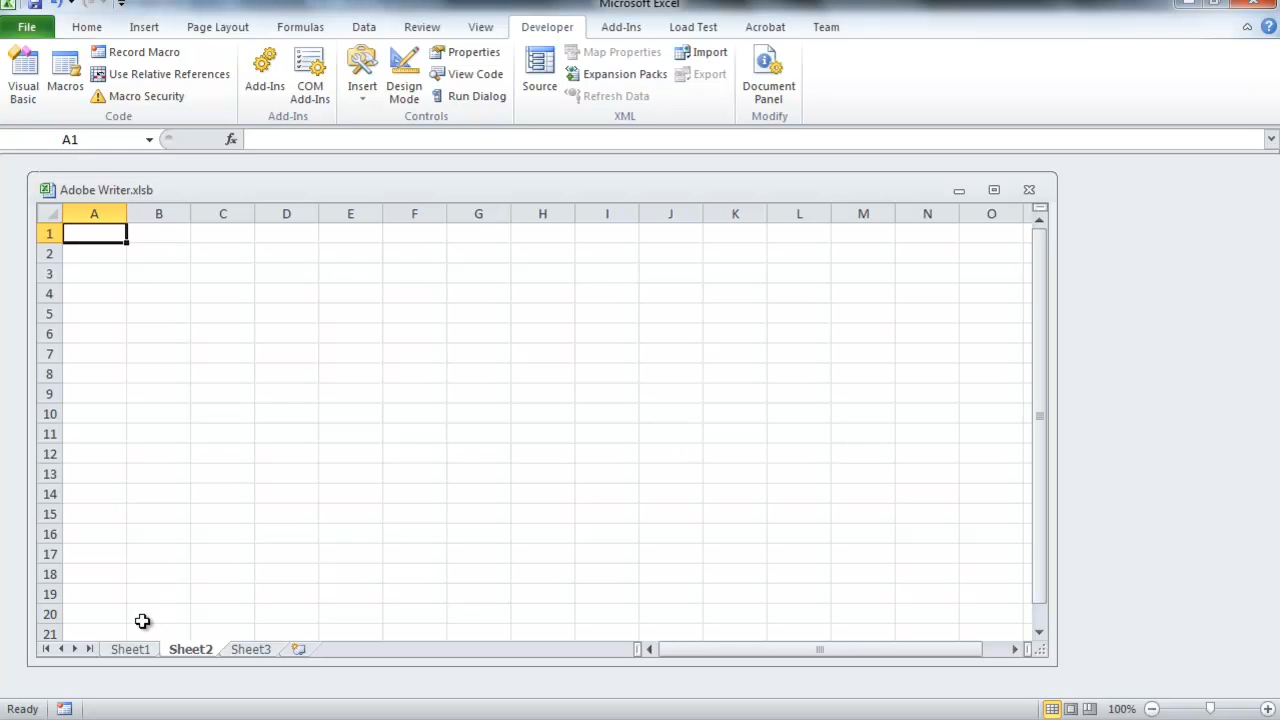 Microsoft Excel
File Home Insert Page Layout Formulas Data Review View Developer Add-Ins Load Test Acrobat Team
Visual Basic
Macros
Record Macro
Use Relative References
Macro Security
Code
Add-Ins
COM Add-Ins
Add-Ins
Insert
Design Mode
Properties
View Code
Run Dialog
Controls
Source
Map Properties
Expansion Packs
Refresh Data
Import
Export
XML
Document Panel
Modify
A1 fx
Adobe Writer.xlsb
A B C D E F G H I J K L M N O
1
2
3
4
5
6
7
8
9
10
11
12
13
14
15
16
17
18
19
20
21
Sheet1 Sheet2 Sheet3
Ready 100%